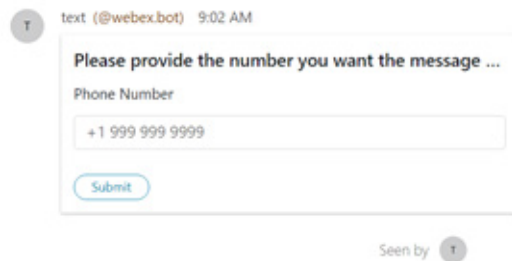 T
text (@webex.bot) 9:02 AM
Please provide the number you want the message ...
Phone Number
+1 999 999 9999
Submit
Seen by T